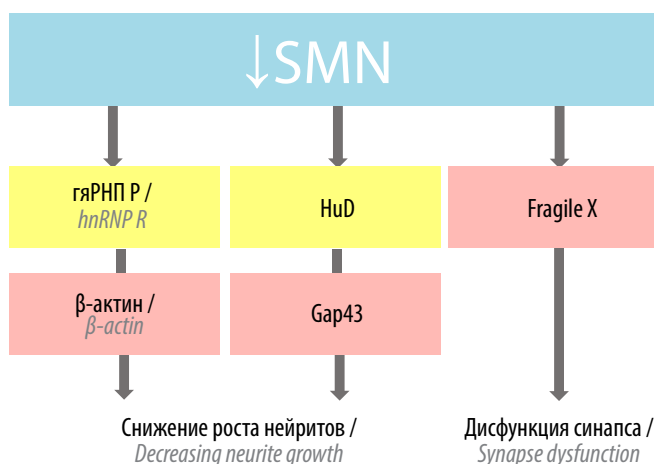 ↓SMN
гяРНП Р /
hnRNP R
HuD
Fragile X
β-актин /
β-actin
Gap43
Снижение роста нейритов /
Decreasing neurite growth
Дисфункция синапса /
Synapse dysfunction